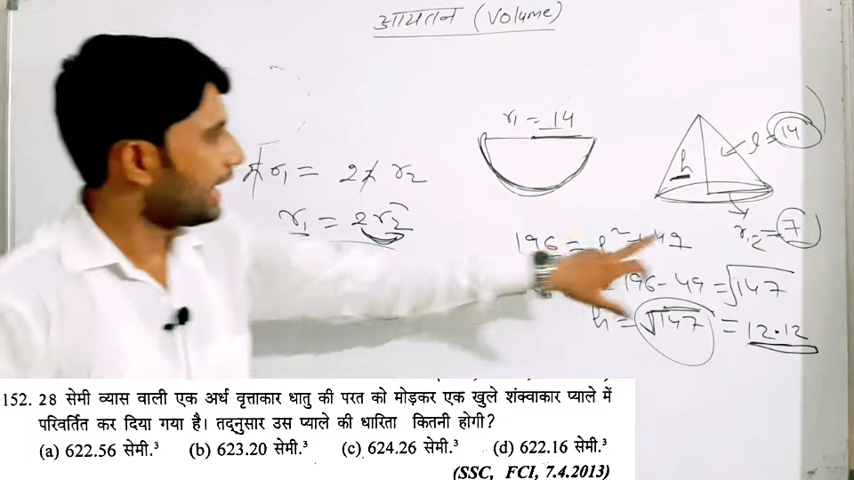 आयतन (Volume)
r₁ = 14
l = 14
h
πr₁ = 2πr₂
r₁ = 2r₂
r₂ = 7
196 = h² + 49
196 - 49 = √147
h = √147 = 12.12
152. 28 सेमी व्यास वाली एक अर्ध वृत्ताकार धातु की परत को मोड़कर एक खुले शंक्वाकार प्याले में
परिवर्तित कर दिया गया है। तद्नुसार उस प्याले की धारिता कितनी होगी?
(a) 622.56 सेमी.³ (b) 623.20 सेमी.³ (c) 624.26 सेमी.³ (d) 622.16 सेमी.³
(SSC, FCI, 7.4.2013)